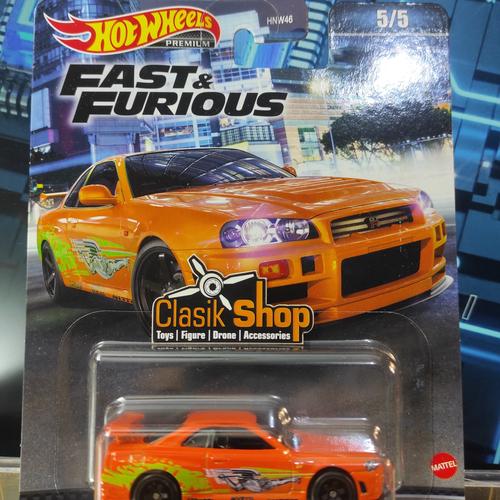 HOT WHEELS
PREMIUM
HNW46
5/5
FAST &
FURIOUS
Clasik Shop
Toys | Figure | Drone | Accessories
MATTEL